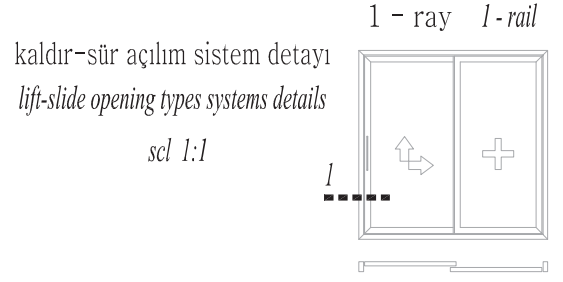 1 - ray 1 - rail
kaldır-sür açılım sistem detayı
lift-slide opening types systems details
scl 1:1
1